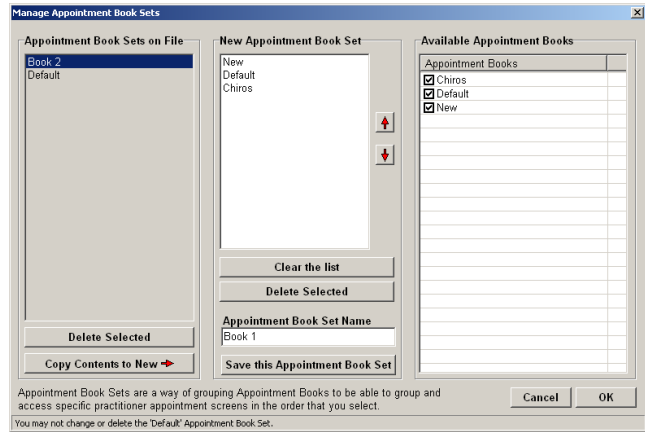 Manage Appointment Book Sets
Appointment Book Sets on File
Book 2
Default
Delete Selected
Copy Contents to New
New Appointment Book Set
New
Default
Chiros
Clear the list
Delete Selected
Appointment Book Set Name
Book 1
Save this Appointment Book Set
Available Appointment Books
Appointment Books
Chiros
Default
New
Appointment Book Sets are a way of grouping Appointment Books to be able to group and
access specific practitioner appointment screens in the order that you select.
Cancel
OK
You may not change or delete the 'Default' Appointment Book Set.